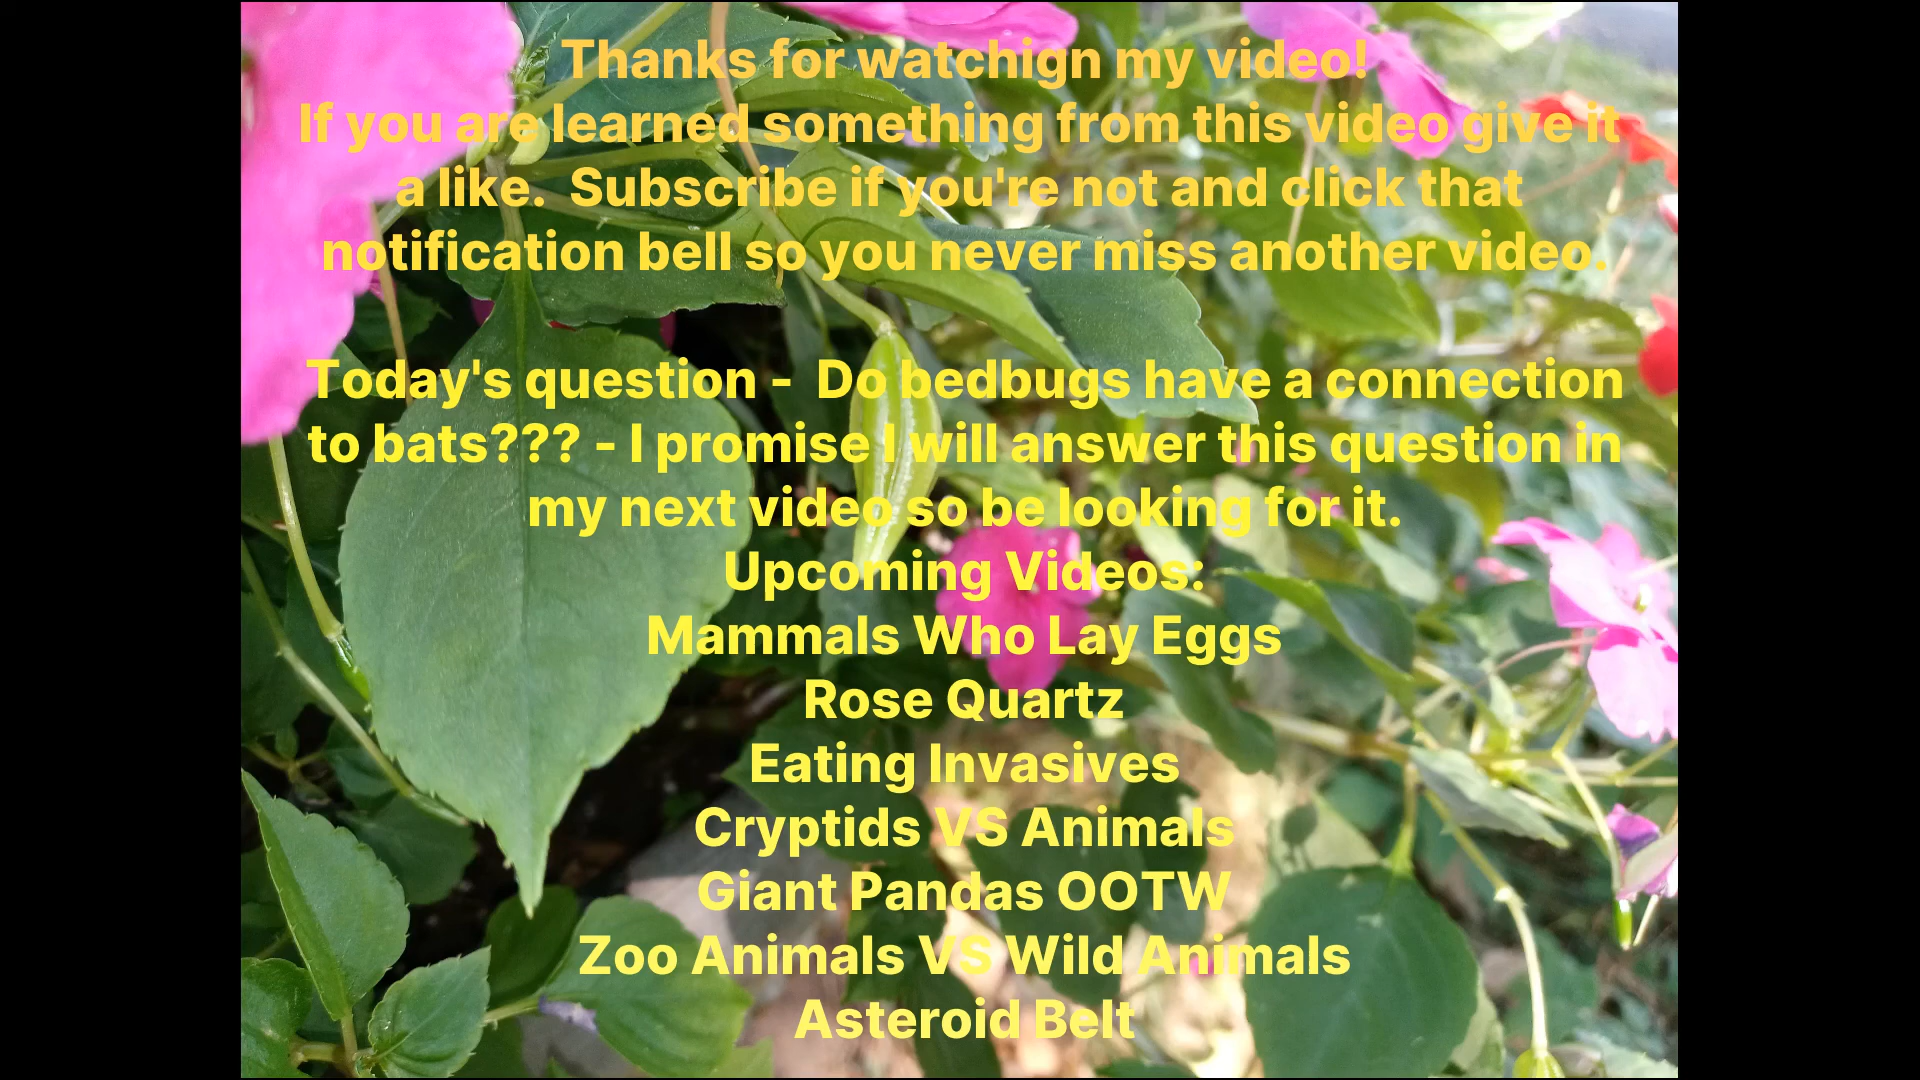 Thanks for watchign my video!
If you are learned something from this video give it
a like.  Subscribe if you're not and click that
notification bell so you never miss another video.
Today's question -  Do bedbugs have a connection
to bats??? - I promise I will answer this question in
my next video so be looking for it.
Upcoming Videos:
Mammals Who Lay Eggs
Rose Quartz
Eating Invasives
Cryptids VS Animals
Giant Pandas OOTW
Zoo Animals VS Wild Animals
Asteroid Belt